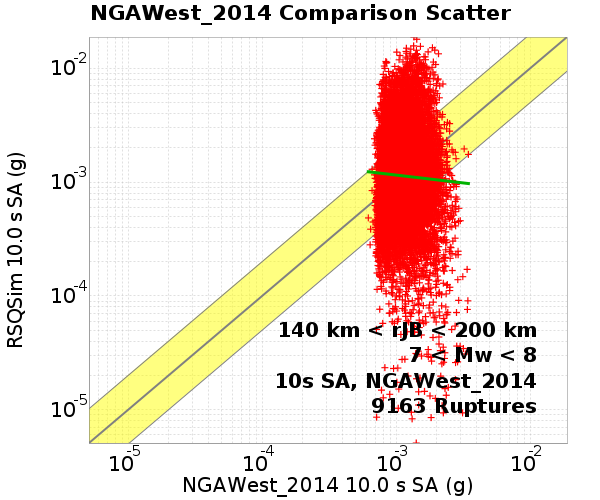 NGAWest_2014 Comparison Scatter
RSQSim 10.0 s SA (g)
10-2
10-3
10-4
10-5
140 km < rJB < 200 km
7 < Mw < 8
10s SA, NGAWest_2014
9163 Ruptures
10-5 10-4 10-3 10-2
NGAWest_2014 10.0 s SA (g)